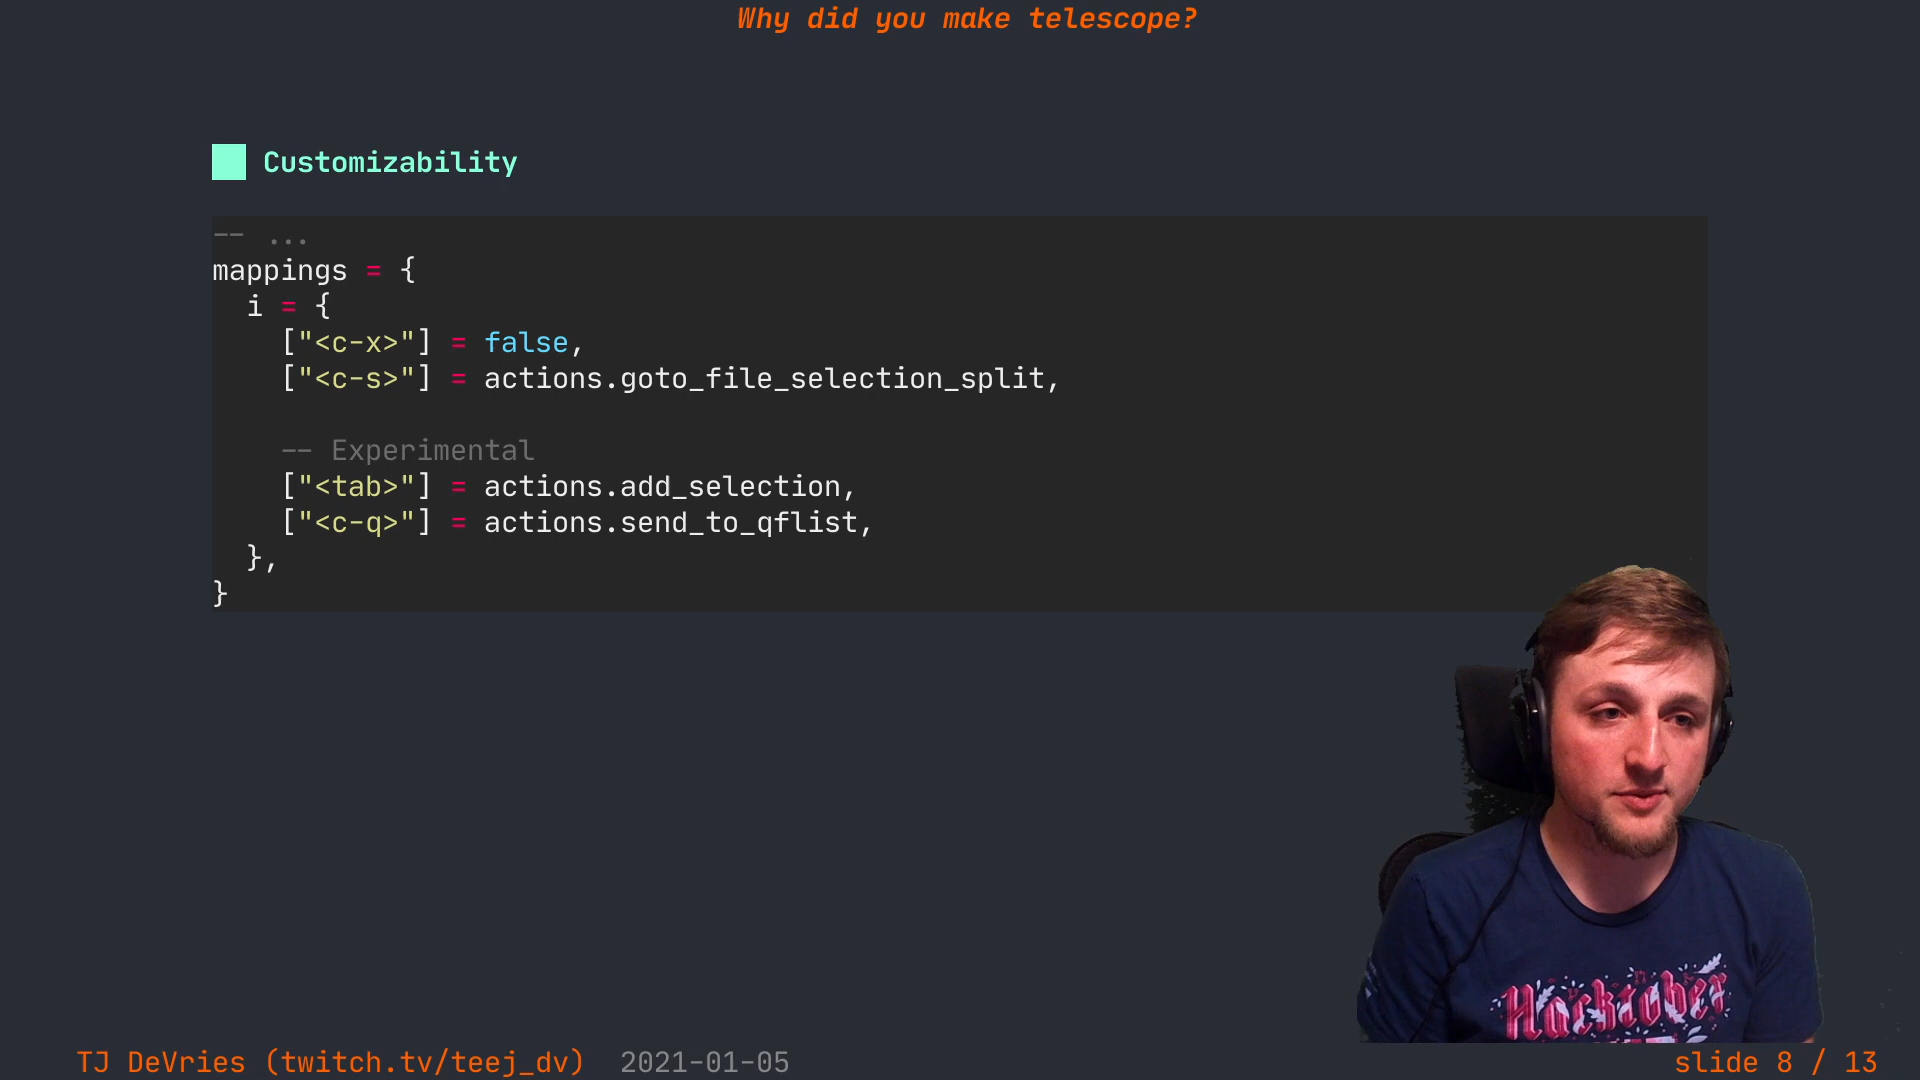 Why did you make telescope?
Customizability
-- ...
mappings = {
  i = {
    ["<c-x>"] = false,
    ["<c-s>"] = actions.goto_file_selection_split,
    -- Experimental
    ["<tab>"] = actions.add_selection,
    ["<c-q>"] = actions.send_to_qflist,
  },
}
Hacktober
TJ DeVries (twitch.tv/teej_dv) 2021-01-05
slide 8 / 13